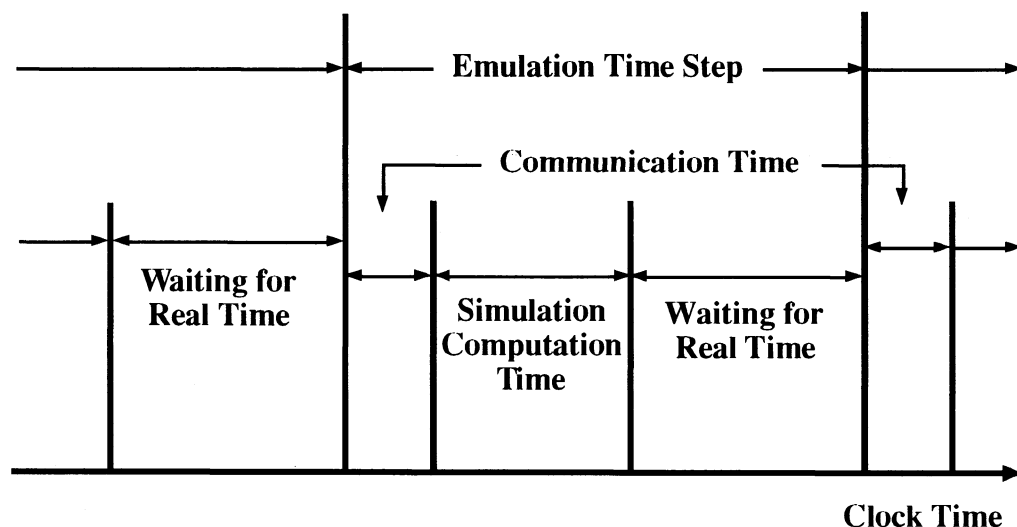 Emulation Time Step
Communication Time
Waiting for
Real Time
Simulation
Computation
Time
Waiting for
Real Time
Clock Time